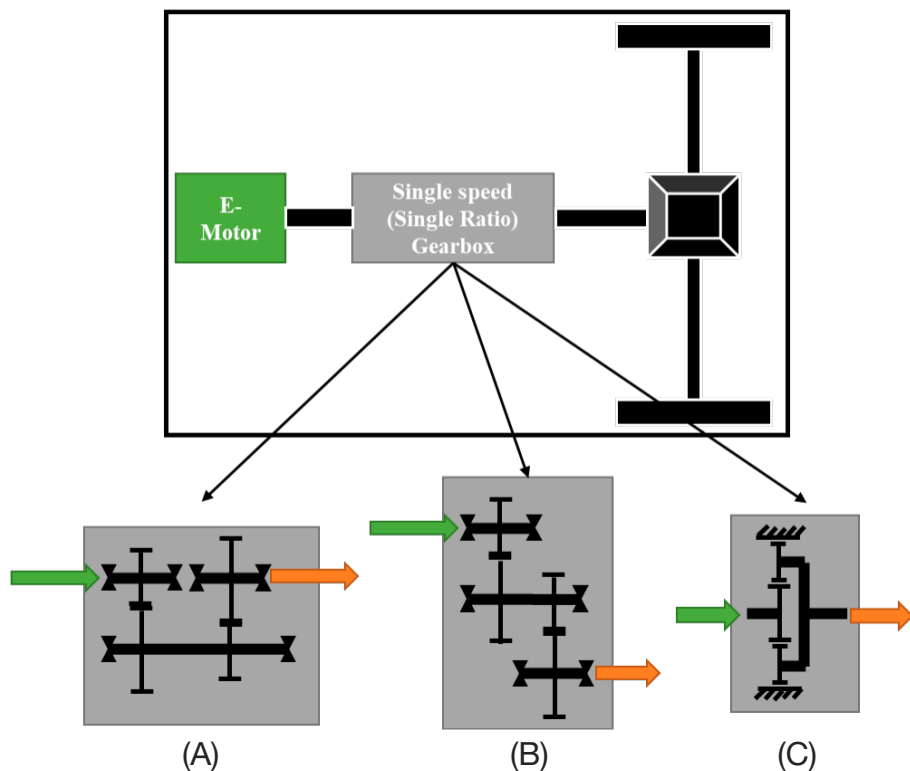 E-
Motor
Single speed
(Single Ratio)
Gearbox
(A)
(B)
(C)